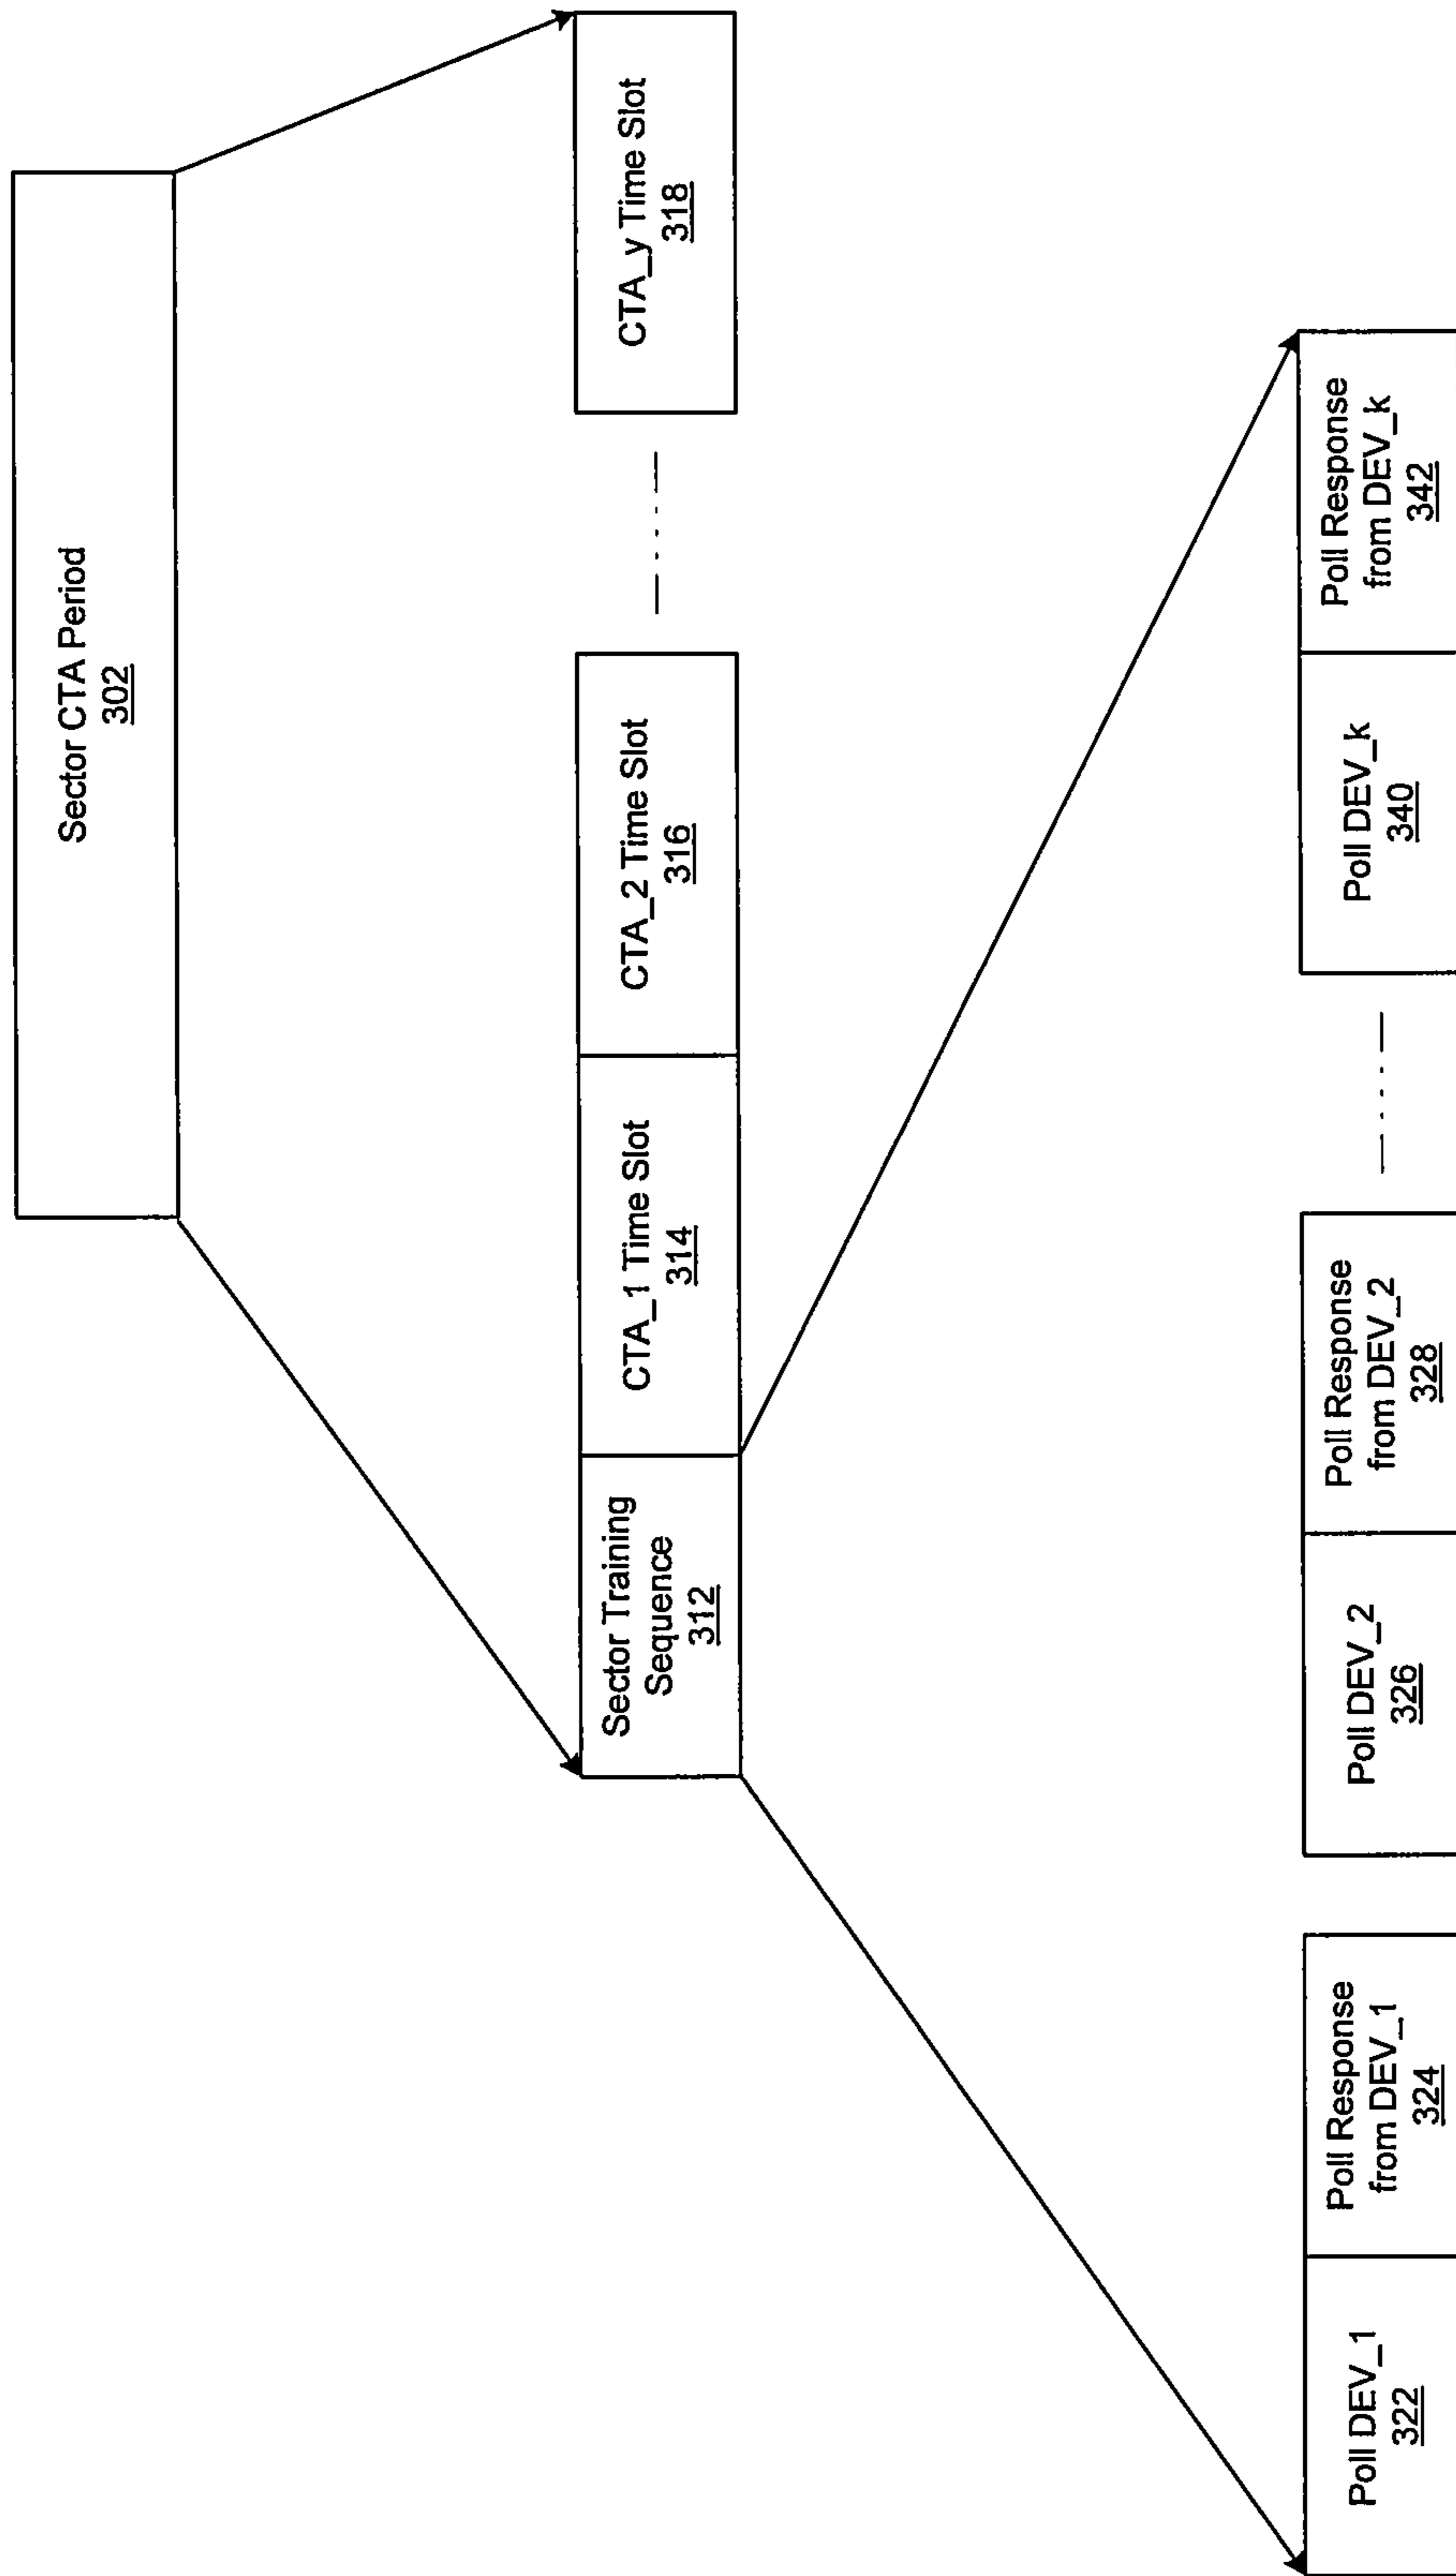 Sector CTA Period
302
Sector Training
Sequence
312
CTA_1 Time Slot
314
CTA_2 Time Slot
316
CTA_y Time Slot
318
Poll DEV_1
322
Poll Response
from DEV_1
324
Poll DEV_2
326
Poll Response
from DEV_2
328
Poll DEV_k
340
Poll Response
from DEV_k
342